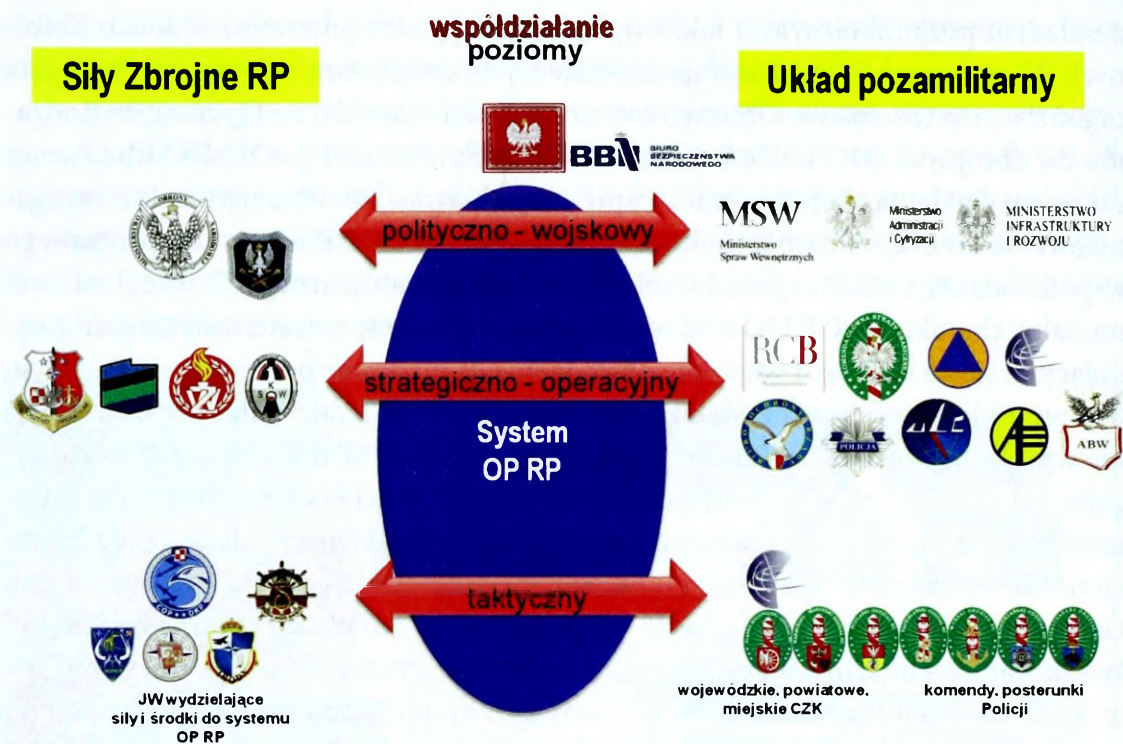 współdziałanie
poziomy
Siły Zbrojne RP
Układ pozamilitarny
BBN BIURO
BEZPIECZEŃSTWA
NARODOWEGO
polityczno - wojskowy
MSW
Ministerstwo
Spraw Wewnętrznych
Ministerstwo
Administracji
i Cyfryzacji
MINISTERSTWO
INFRASTRUKTURY
I ROZWOJU
strategiczno - operacyjny
RCB
POLICJA
ABW
System
OP RP
taktyczny
JW wydzielające
siły i środki do systemu
OP RP
wojewódzkie, powiatowe,
miejskie CZK
komendy, posterunki
Policji